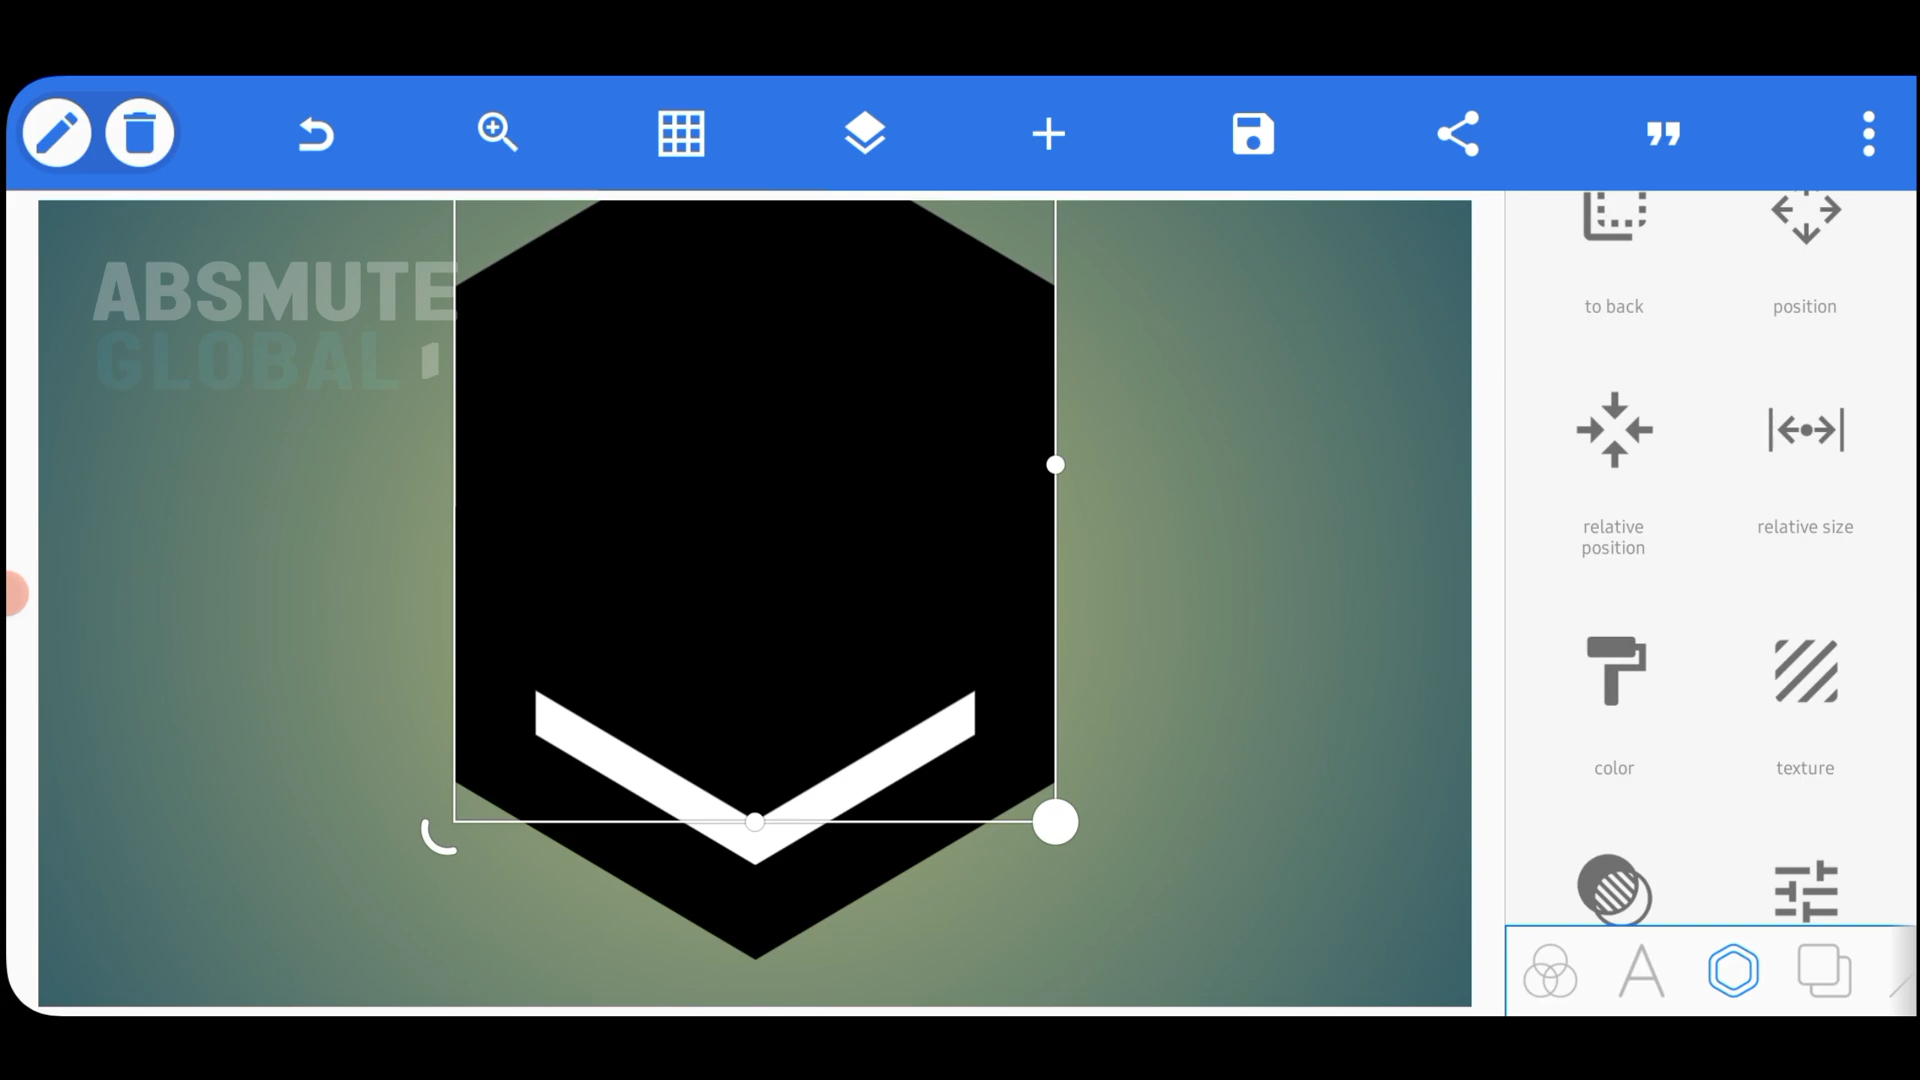 ABSMUTE
GLOBAL
to back
position
relative
position
relative size
color
texture